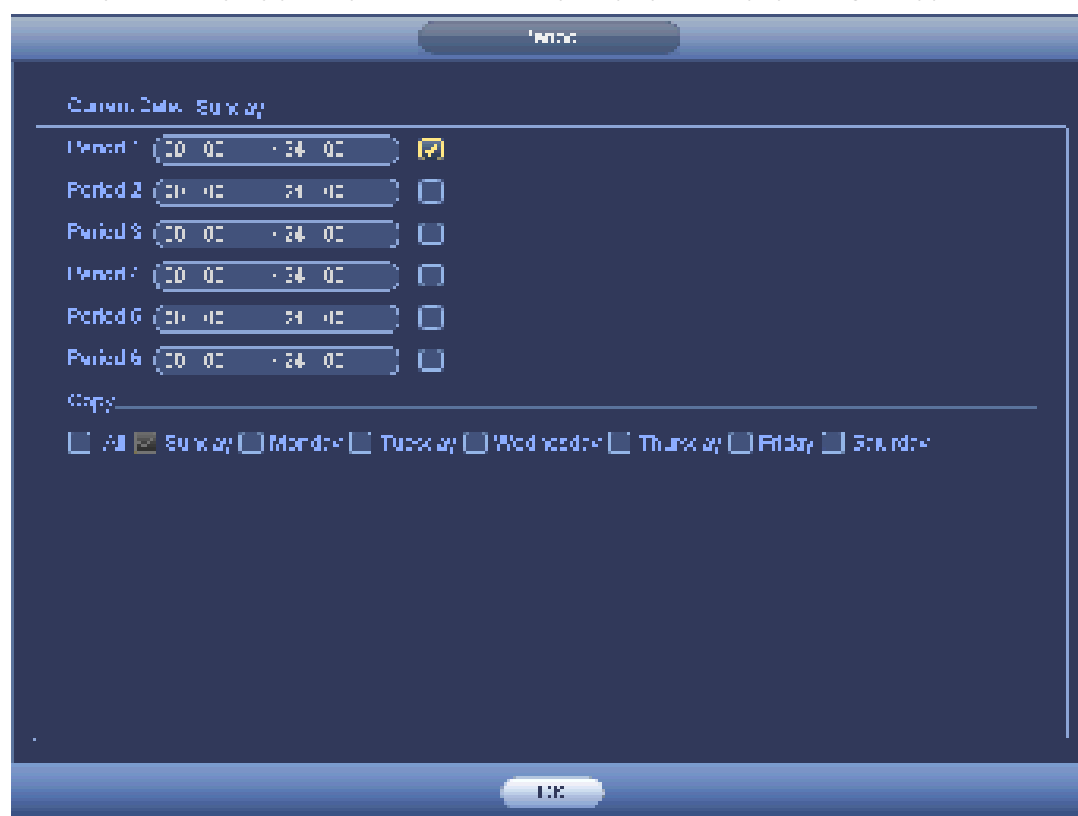 Period
Current Date: Sunday
Period 1 00 :00 - 24 :00
Period 2 00 :00 - 24 :00
Period 3 00 :00 - 24 :00
Period 4 00 :00 - 24 :00
Period 5 00 :00 - 24 :00
Period 6 00 :00 - 24 :00
Copy
All Sunday Monday Tuesday Wednesday Thursday Friday Saturday
OK